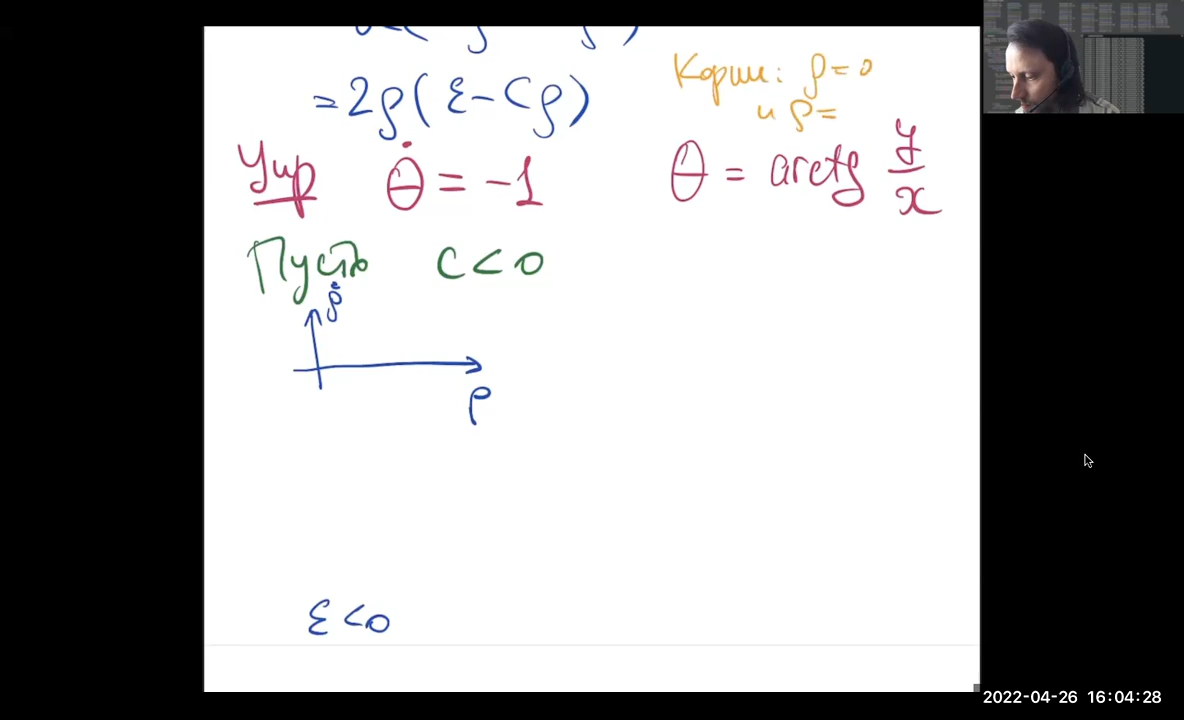 = 2ρ(ε - Cρ)
Корни: ρ = 0
и ρ =
Упр θ̇ = -1
θ = arctg y/x
Пусть C < 0
ρ̇
ρ
ε < 0
2022-04-26 16:04:28